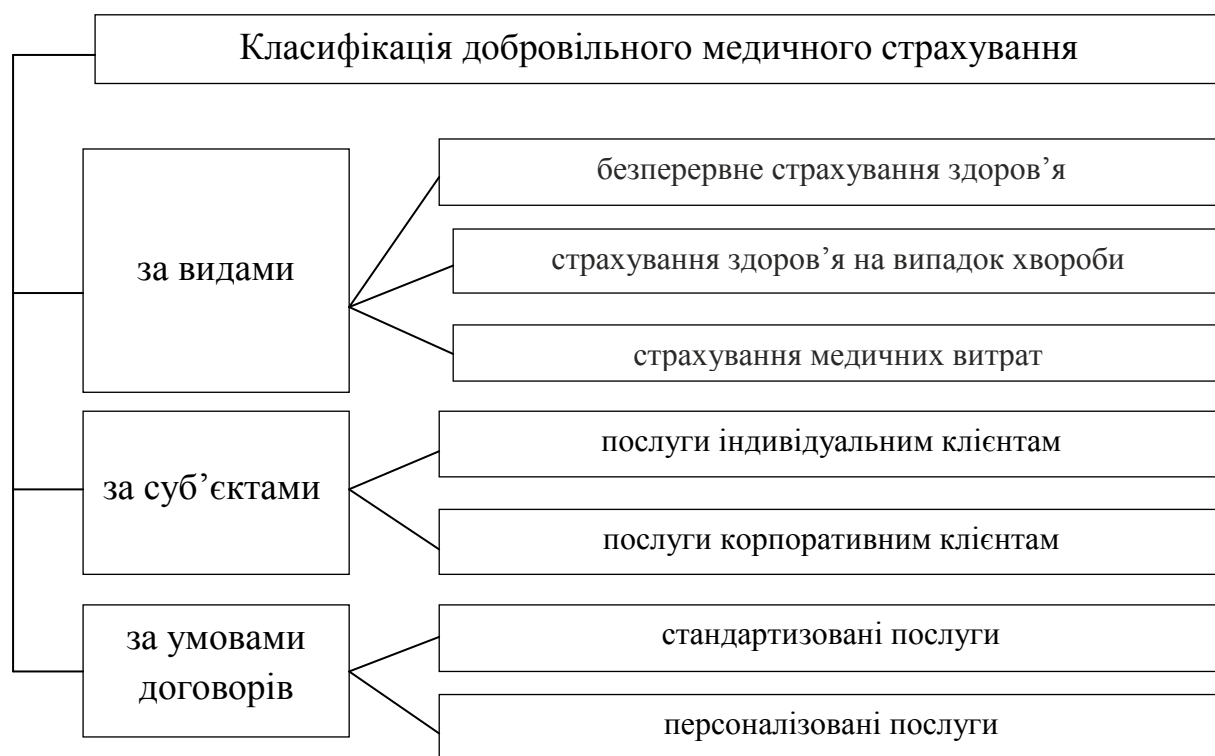 Класифікація добровільного медичного страхування
за видами
безперервне страхування здоров’я
страхування здоров’я на випадок хвороби
страхування медичних витрат
за суб’єктами
послуги індивідуальним клієнтам
послуги корпоративним клієнтам
за умовами
договорів
стандартизовані послуги
персоналізовані послуги